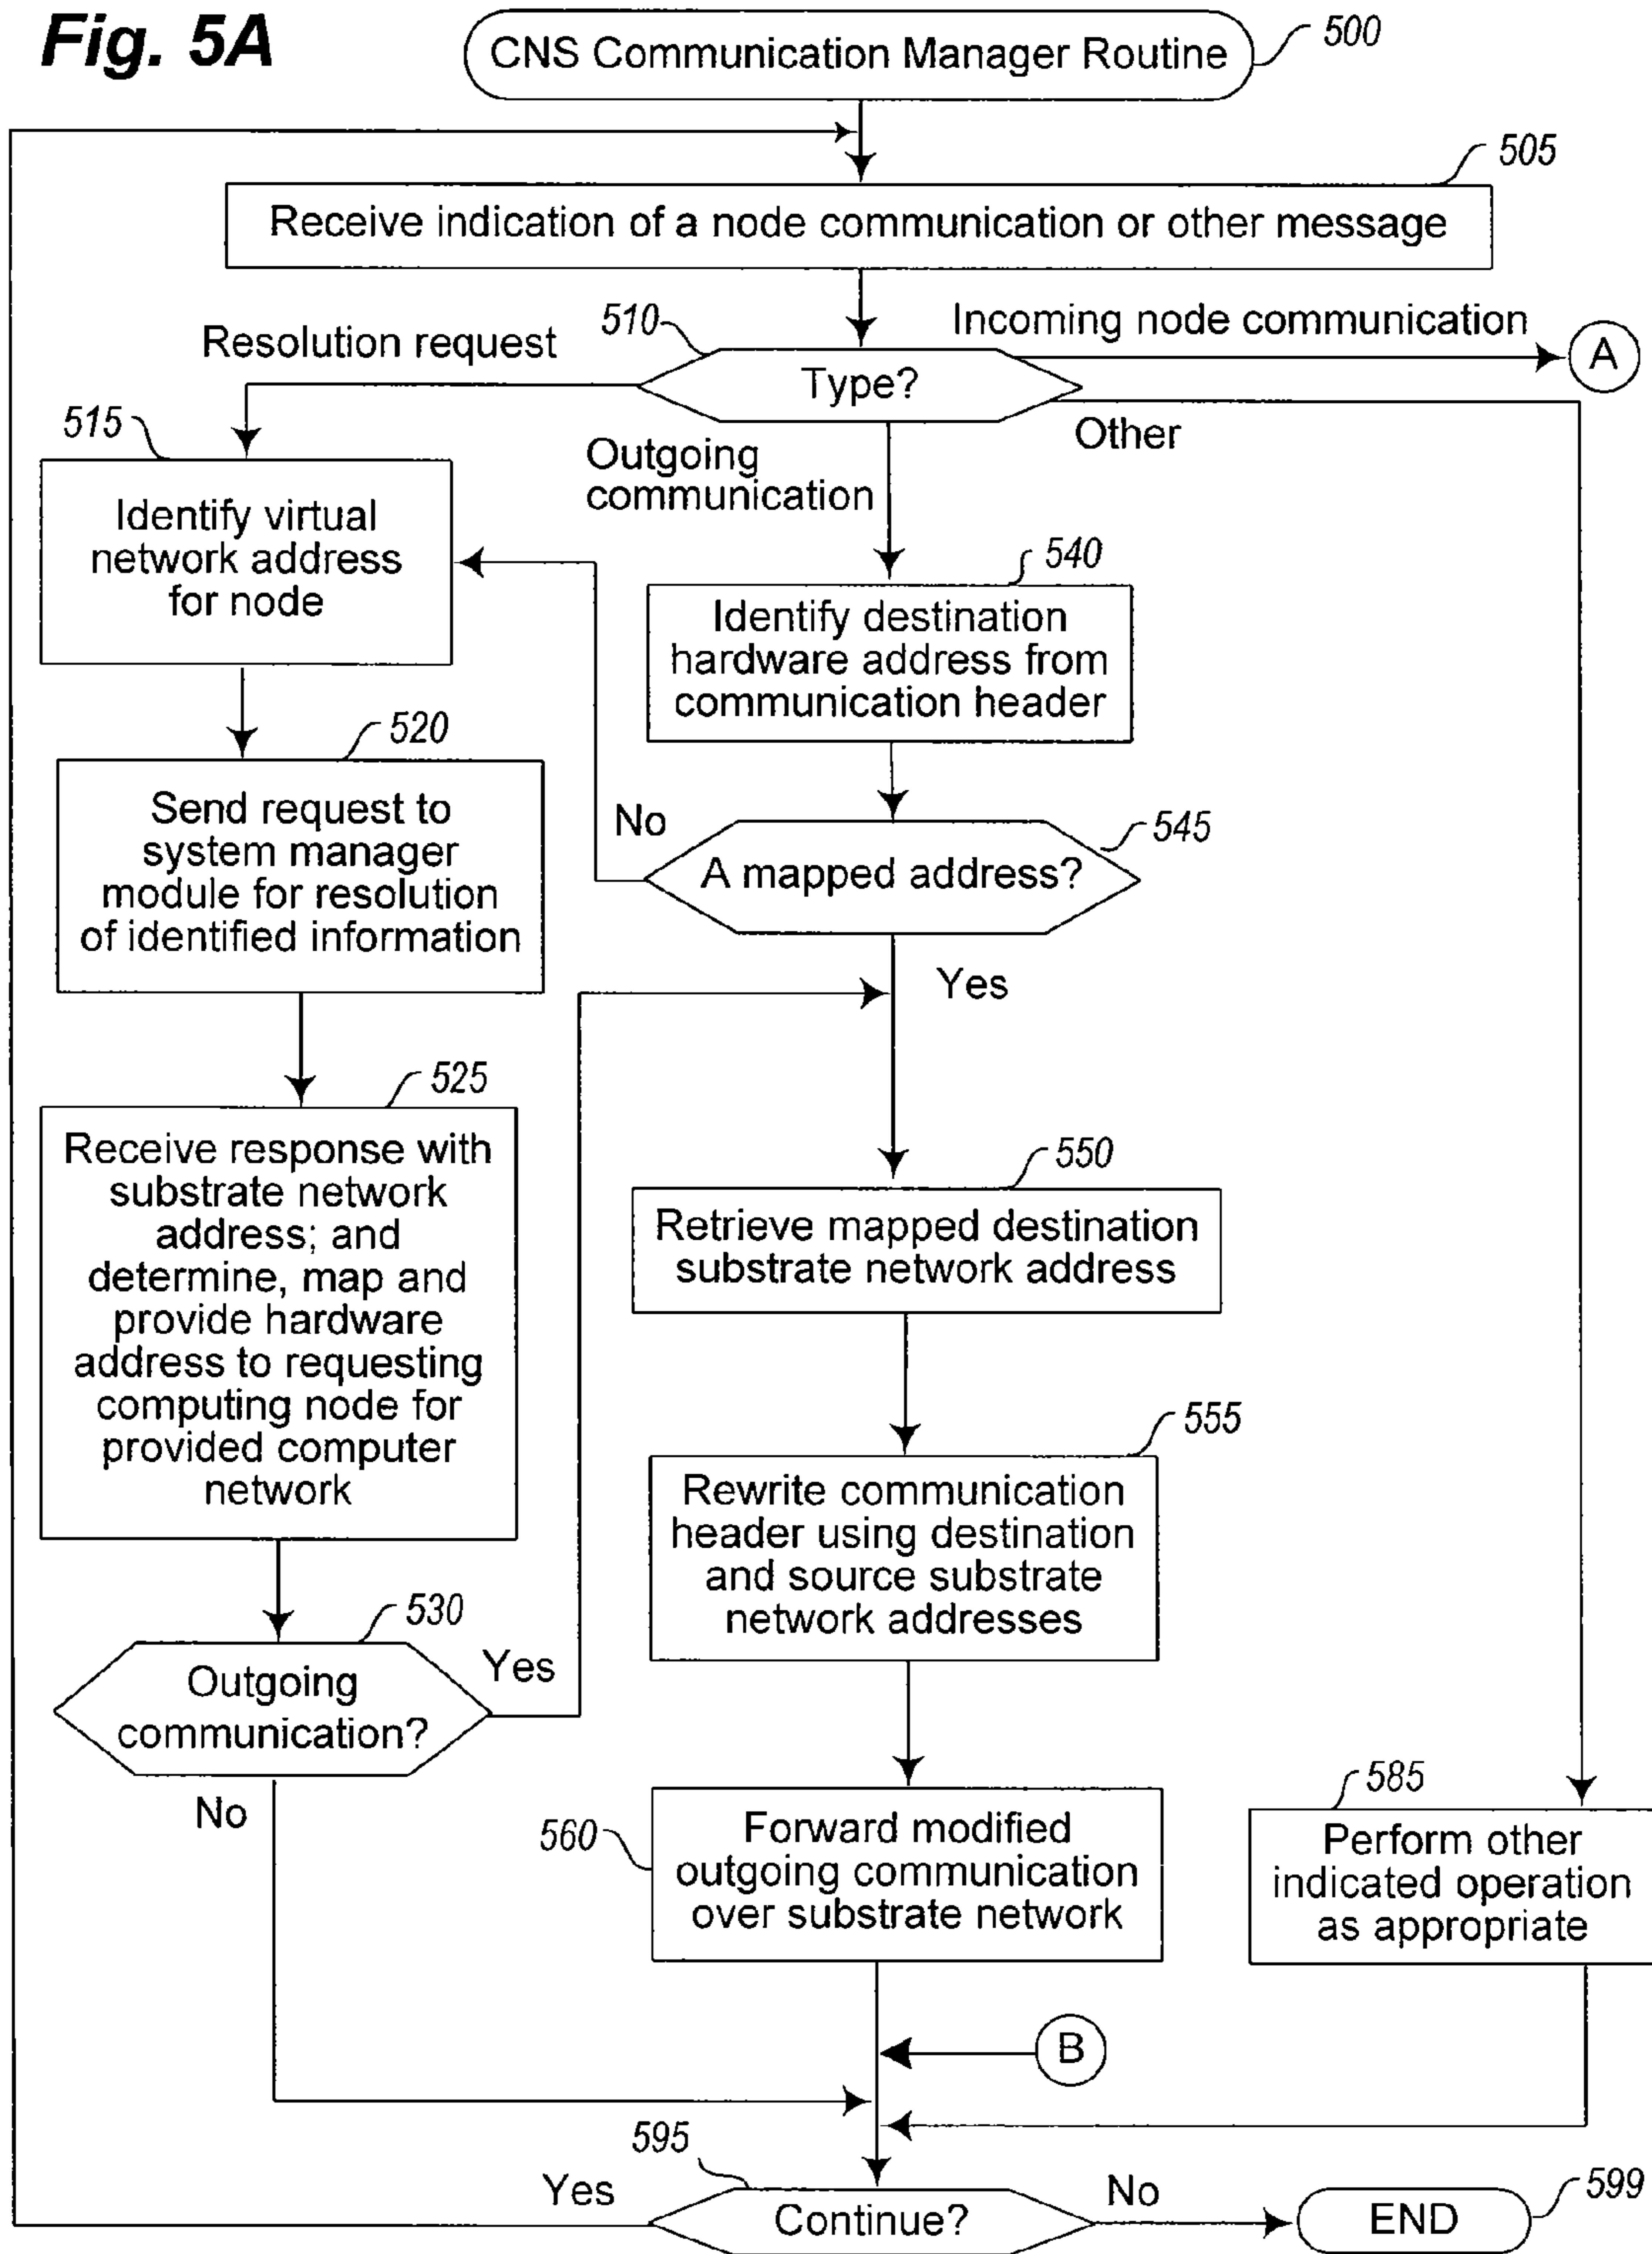 Fig. 5A
CNS Communication Manager Routine
500
505
Receive indication of a node communication or other message
Resolution request
510
Incoming node communication
A
Type?
Other
515
Outgoing
communication
Identify virtual
network address
for node
540
Identify destination
hardware address from
communication header
520
Send request to
system manager
module for resolution
of identified information
No
545
A mapped address?
Yes
525
Receive response with
substrate network
address; and
determine, map and
provide hardware
address to requesting
computing node for
provided computer
network
550
Retrieve mapped destination
substrate network address
555
Rewrite communication
header using destination
and source substrate
network addresses
530
Outgoing
communication?
Yes
No
560
Forward modified
outgoing communication
over substrate network
585
Perform other
indicated operation
as appropriate
B
595
Yes
Continue?
No
END
599